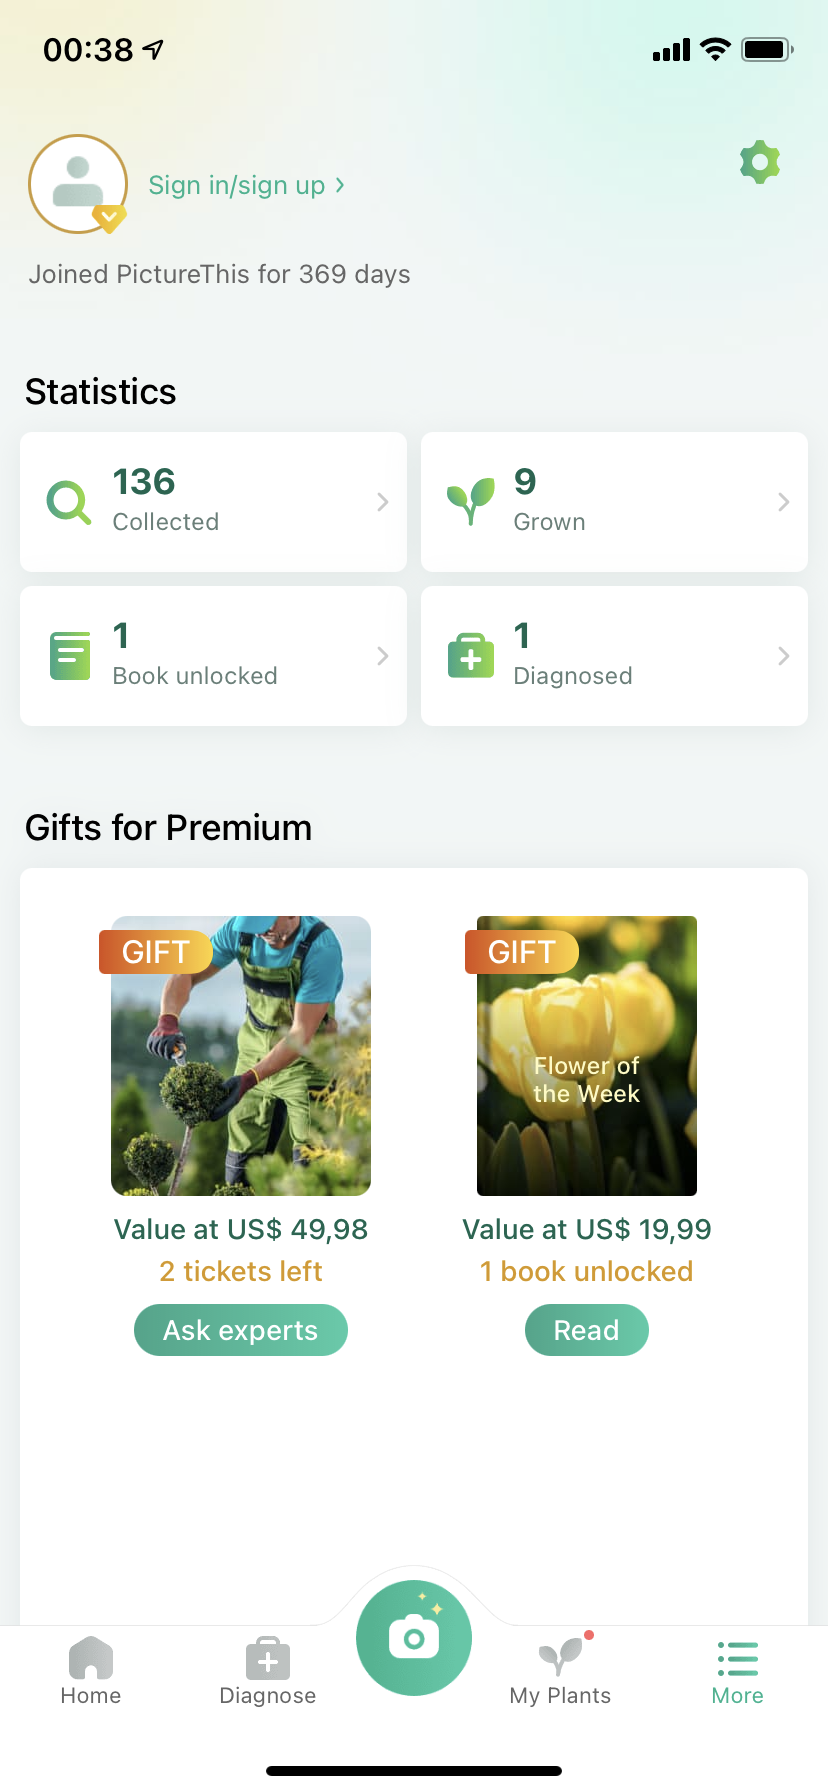 00:38
Sign in/sign up >
Joined PictureThis for 369 days
Statistics
136
Collected
9
Grown
1
Book unlocked
1
Diagnosed
Gifts for Premium
GIFT
GIFT
Flower of
the Week
Value at US$ 49,98
2 tickets left
Ask experts
Value at US$ 19,99
1 book unlocked
Read
Home
Diagnose
My Plants
More